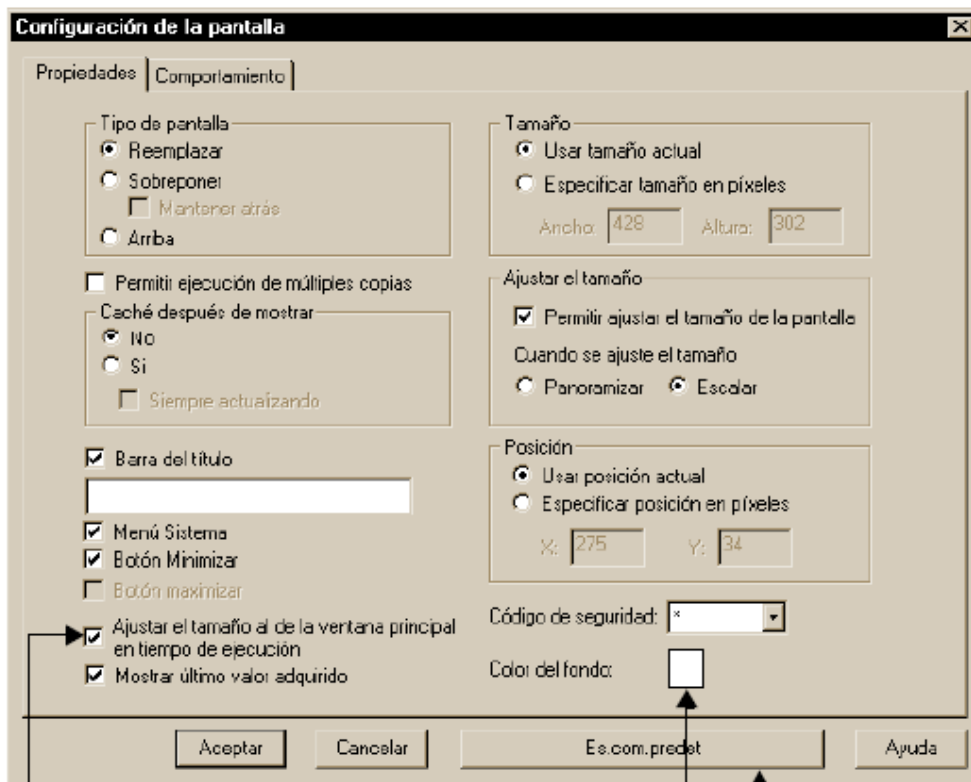 Configuración de la pantalla
Propiedades
Comportamiento
Tipo de pantalla
Reemplazar
Sobreponer
Mantener atrás
Arriba
Permitir ejecución de múltiples copias
Caché después de mostrar
No
Si
Siempre actualizando
Barra del título
Menú Sistema
Botón Minimizar
Botón maximizar
Ajustar el tamaño al de la ventana principal
en tiempo de ejecución
Mostrar último valor adquirido
Tamaño
Usar tamaño actual
Especificar tamaño en píxeles
Ancho: 428 Altura: 302
Ajustar el tamaño
Permitir ajustar el tamaño de la pantalla
Cuando se ajuste el tamaño
Panoramizar Escalar
Posición
Usar posición actual
Especificar posición en píxeles
X: 275 Y: 34
Código de seguridad: *
Color del fondo:
Aceptar Cancelar Es.com.predet Ayuda